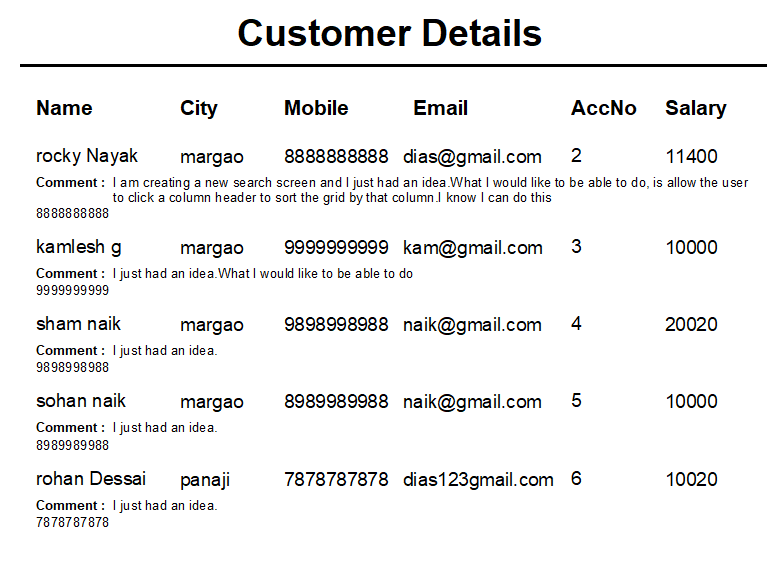 Customer Details
Name City Mobile Email AccNo Salary
rocky Nayak margao 8888888888 dias@gmail.com 2 11400
Comment : I am creating a new search screen and I just had an idea.What I would like to be able to do, is allow the user
to click a column header to sort the grid by that column.I know I can do this
8888888888
kamlesh g margao 9999999999 kam@gmail.com 3 10000
Comment : I just had an idea.What I would like to be able to do
9999999999
sham naik margao 9898998988 naik@gmail.com 4 20020
Comment : I just had an idea.
9898998988
sohan naik margao 8989989988 naik@gmail.com 5 10000
Comment : I just had an idea.
8989989988
rohan Dessai panaji 7878787878 dias123gmail.com 6 10020
Comment : I just had an idea.
7878787878